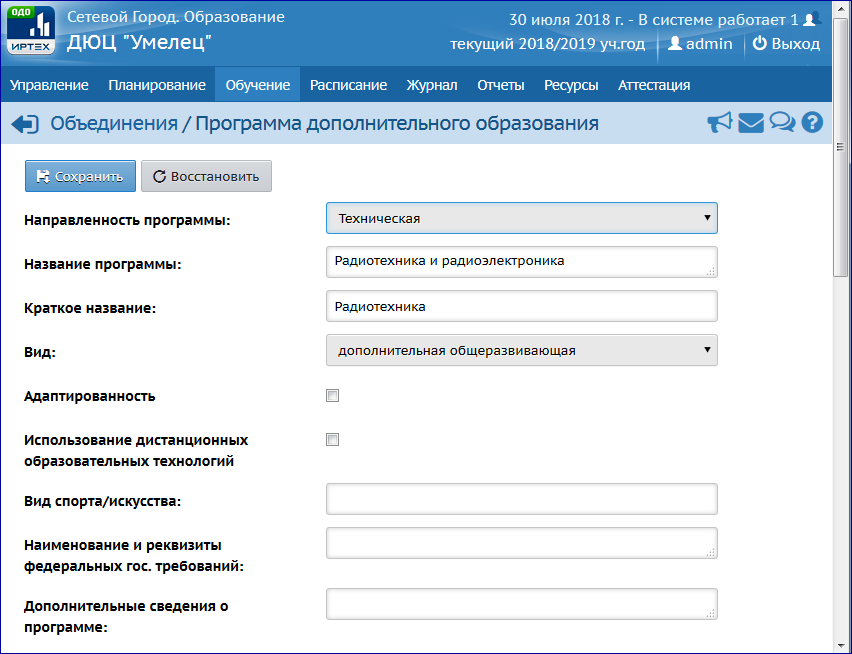 ОДО
ИРТЕХ
Сетевой Город. Образование
ДЮЦ "Умелец"
30 июля 2018 г. - В системе работает 1
текущий 2018/2019 уч.год
admin
Выход
Управление Планирование Обучение Расписание Журнал Отчеты Ресурсы Аттестация
Объединения / Программа дополнительного образования
?
Сохранить Восстановить
Направленность программы: Техническая
Название программы: Радиотехника и радиоэлектроника
Краткое название: Радиотехника
Вид: дополнительная общеразвивающая
Адаптированность
Использование дистанционных
образовательных технологий
Вид спорта/искусства:
Наименование и реквизиты
федеральных гос. требований:
Дополнительные сведения о
программе: